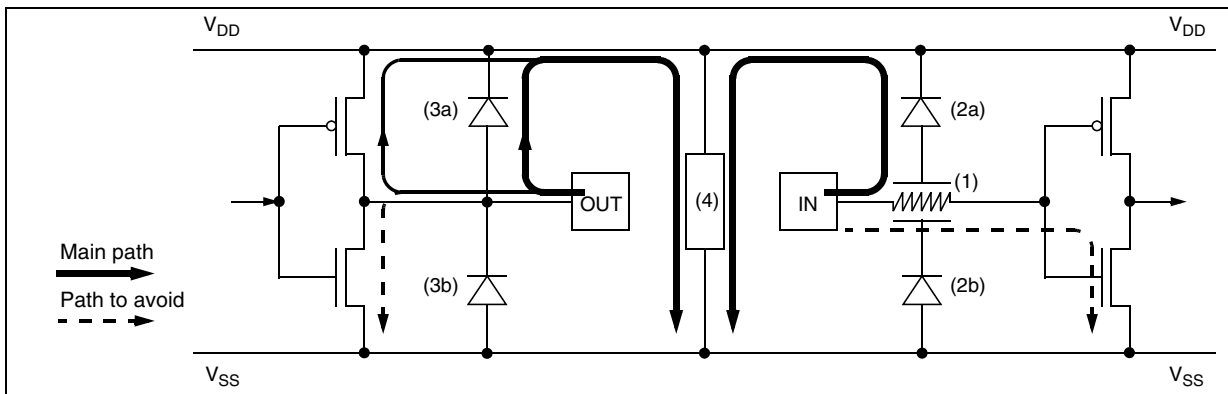 VDD
VDD
(3a)
(2a)
(1)
OUT
(4)
IN
Main path
(3b)
(2b)
Path to avoid
VSS
VSS